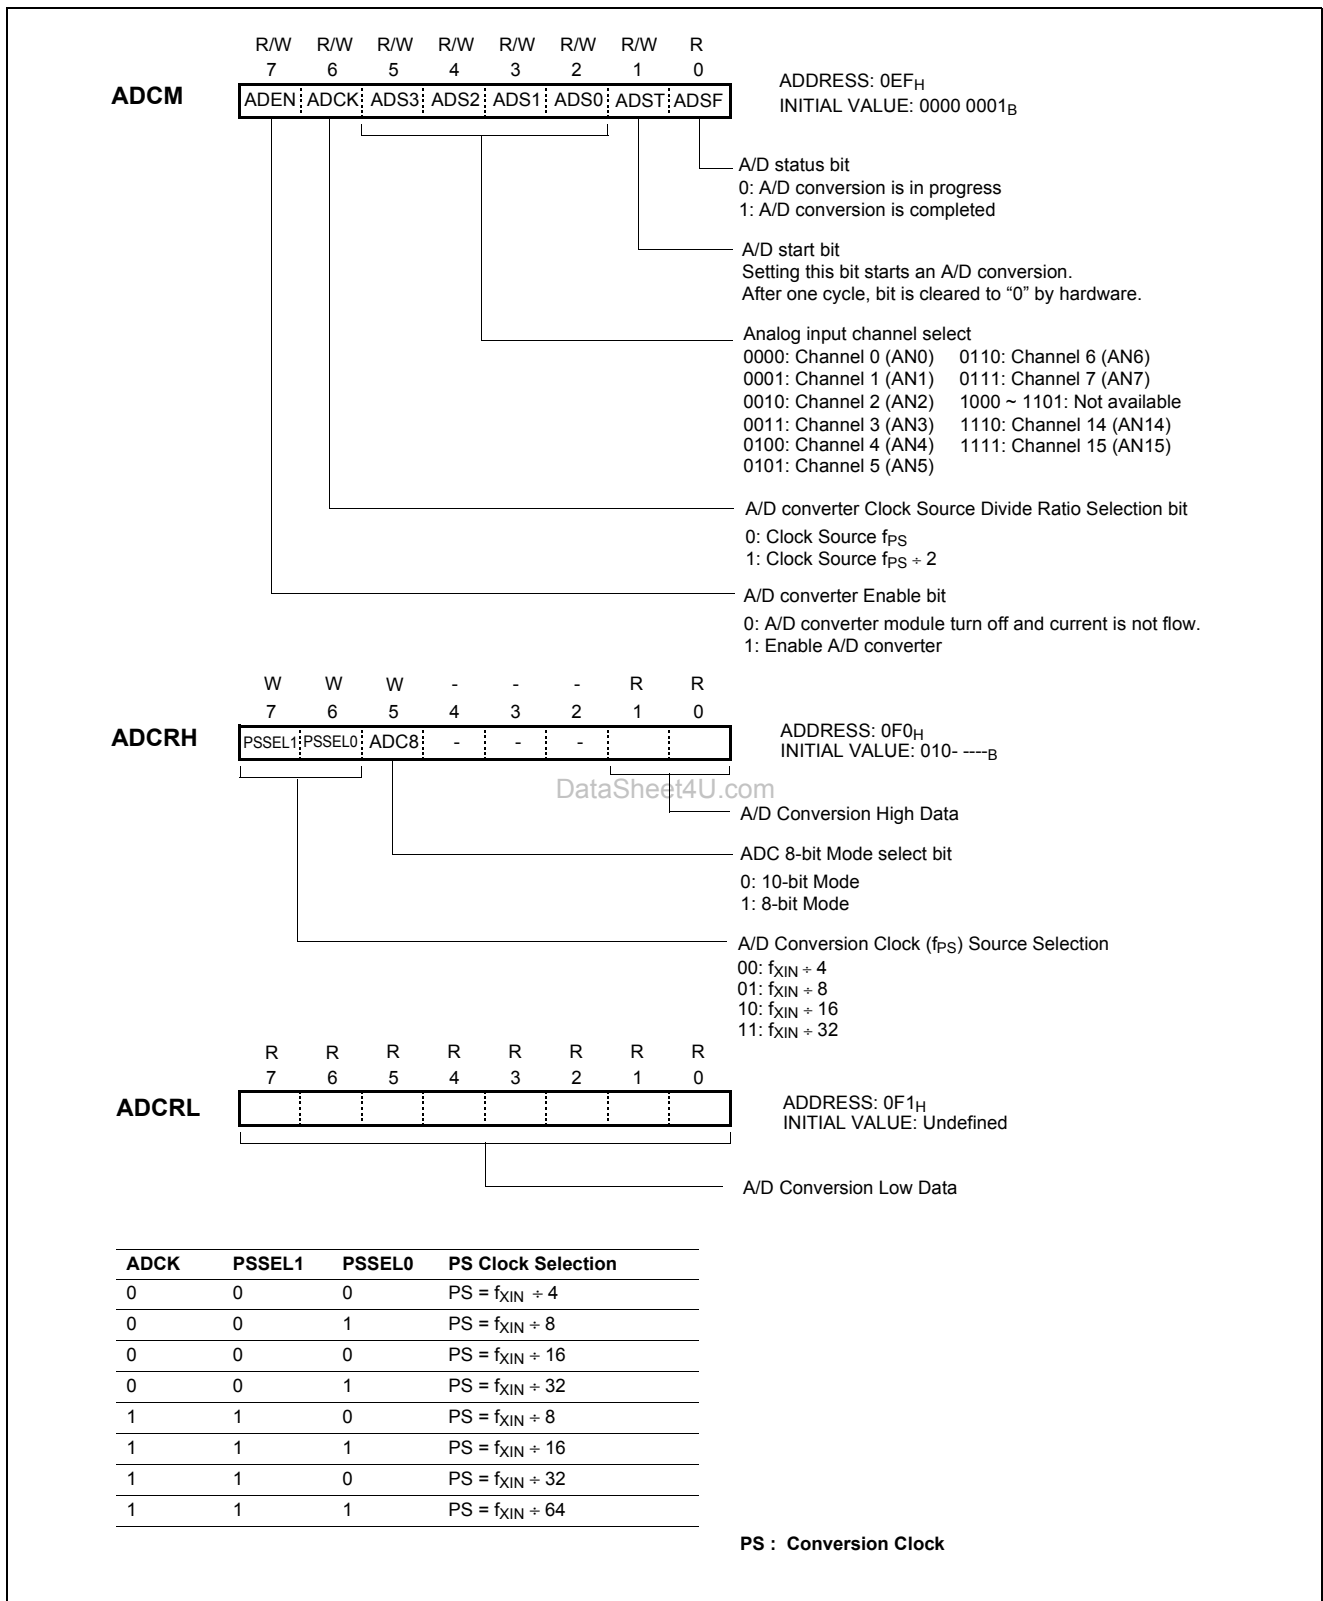 R/W R/W R/W R/W R/W R/W R/W R
7 6 5 4 3 2 1 0
ADCM ADEN ADCK ADS3 ADS2 ADS1 ADS0 ADST ADSF
ADDRESS: 0EFH
INITIAL VALUE: 0000 0001B
A/D status bit
0: A/D conversion is in progress
1: A/D conversion is completed
A/D start bit
Setting this bit starts an A/D conversion.
After one cycle, bit is cleared to “0” by hardware.
Analog input channel select
0000: Channel 0 (AN0) 0110: Channel 6 (AN6)
0001: Channel 1 (AN1) 0111: Channel 7 (AN7)
0010: Channel 2 (AN2) 1000 ~ 1101: Not available
0011: Channel 3 (AN3) 1110: Channel 14 (AN14)
0100: Channel 4 (AN4) 1111: Channel 15 (AN15)
0101: Channel 5 (AN5)
A/D converter Clock Source Divide Ratio Selection bit
0: Clock Source fPS
1: Clock Source fPS ÷ 2
A/D converter Enable bit
0: A/D converter module turn off and current is not flow.
1: Enable A/D converter
W W W - - - R R
7 6 5 4 3 2 1 0
ADCRH PSSEL1 PSSEL0 ADC8 - - -
ADDRESS: 0F0H
INITIAL VALUE: 010- ----B
DataSheet4U.com
A/D Conversion High Data
ADC 8-bit Mode select bit
0: 10-bit Mode
1: 8-bit Mode
A/D Conversion Clock (fPS) Source Selection
00: fXIN ÷ 4
01: fXIN ÷ 8
10: fXIN ÷ 16
11: fXIN ÷ 32
R R R R R R R R
7 6 5 4 3 2 1 0
ADCRL
ADDRESS: 0F1H
INITIAL VALUE: Undefined
A/D Conversion Low Data
ADCK PSSEL1 PSSEL0 PS Clock Selection
0 0 0 PS = fXIN ÷ 4
0 0 1 PS = fXIN ÷ 8
0 0 0 PS = fXIN ÷ 16
0 0 1 PS = fXIN ÷ 32
1 1 0 PS = fXIN ÷ 8
1 1 1 PS = fXIN ÷ 16
1 1 0 PS = fXIN ÷ 32
1 1 1 PS = fXIN ÷ 64
PS : Conversion Clock